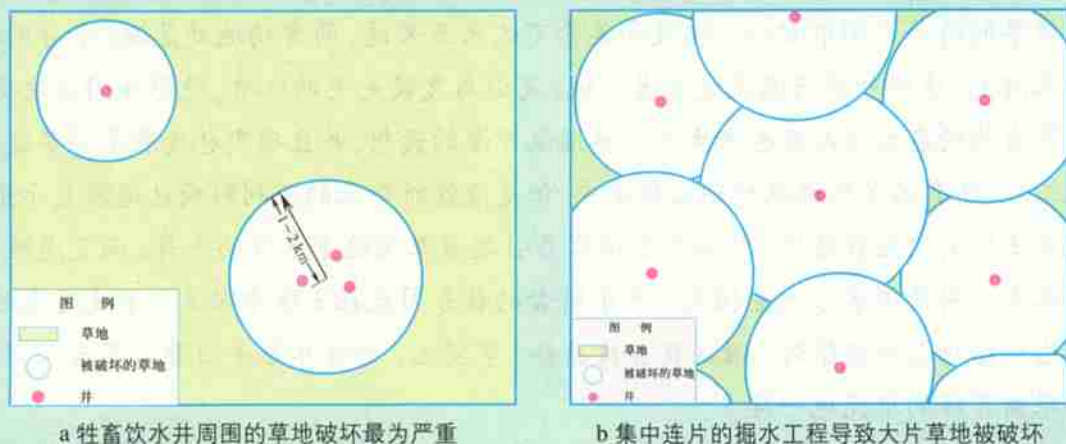 1-2 km
图 例
草地
被破坏的草地
井
a 牲畜饮水井周围的草地破坏最为严重
图 例
草地
被破坏的草地
井
b 集中连片的掘水工程导致大片草地被破坏